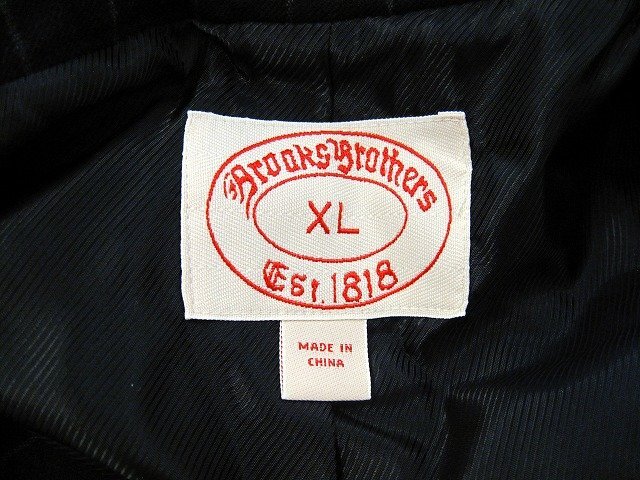 Brooks Brothers
XL
Est. 1818
MADE IN
CHINA